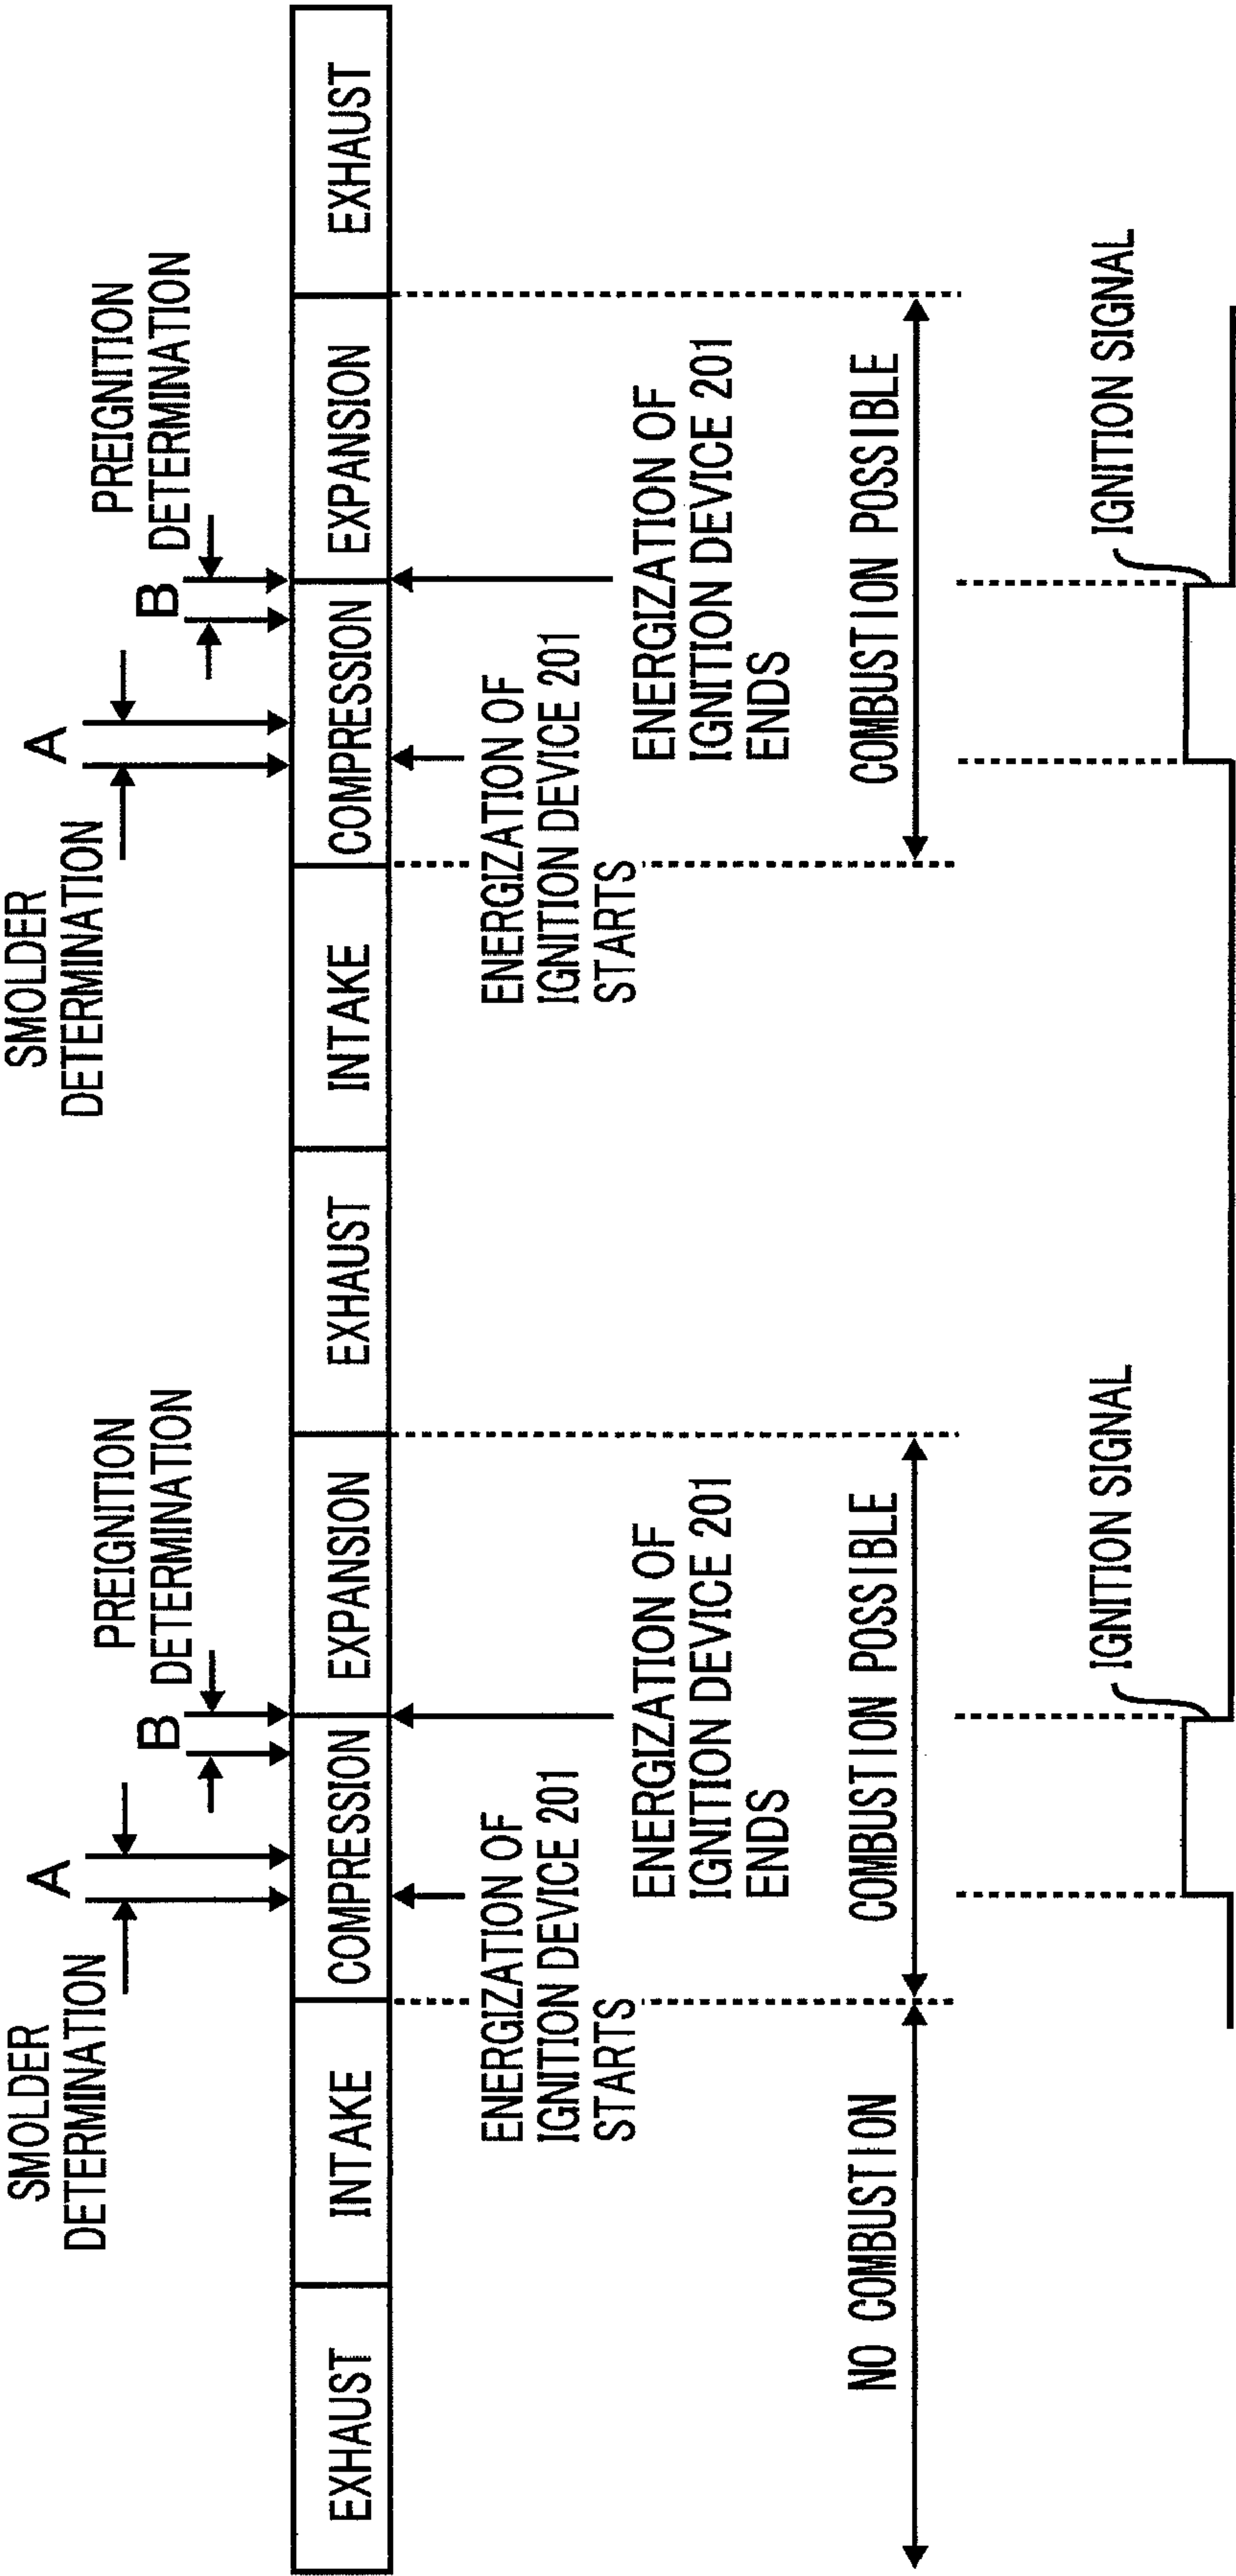 SMOLDER
DETERMINATION
A
B
PREIGNITION
DETERMINATION
SMOLDER
DETERMINATION
A
B
PREIGNITION
DETERMINATION
EXHAUST
INTAKE
COMPRESSION
EXPANSION
EXHAUST
INTAKE
COMPRESSION
EXPANSION
EXHAUST
ENERGIZATION OF
IGNITION DEVICE 201
STARTS
ENERGIZATION OF
IGNITION DEVICE 201
ENDS
ENERGIZATION OF
IGNITION DEVICE 201
STARTS
ENERGIZATION OF
IGNITION DEVICE 201
ENDS
NO COMBUSTION
COMBUSTION POSSIBLE
COMBUSTION POSSIBLE
IGNITION SIGNAL
IGNITION SIGNAL